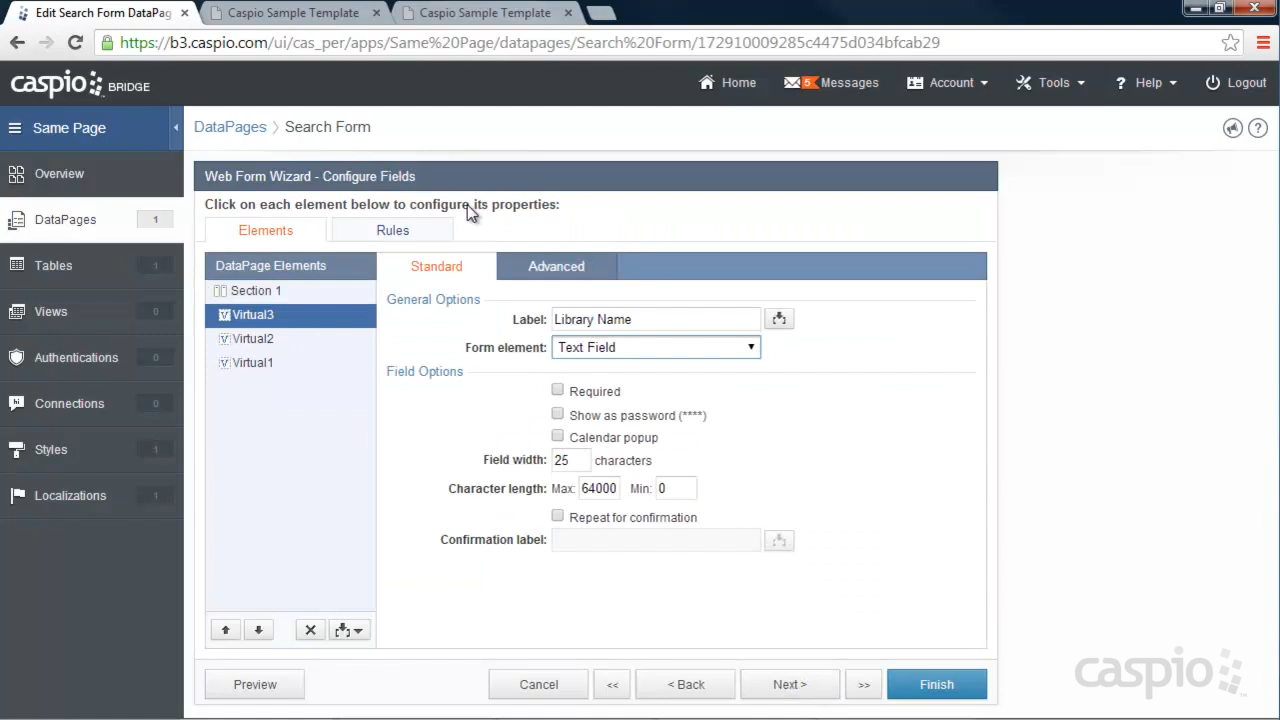 Edit Search Form DataPag
Caspio Sample Template
Caspio Sample Template
https://b3.caspio.com/ui/cas_per/apps/Same%20Page/datapages/Search%20Form/172910009285c4475d034bfcab29
caspio BRIDGE
Home
5 Messages
Account
Tools
? Help
Logout
Same Page
DataPages > Search Form
?
Overview
DataPages 1
Tables 1
Views 0
Authentications 0
hi Connections 0
Styles 1
Localizations 1
Web Form Wizard - Configure Fields
Click on each element below to configure its properties:
Elements Rules
DataPage Elements
Standard Advanced
Section 1
V Virtual3
V Virtual2
V Virtual1
General Options
Label: Library Name
Form element: Text Field
Field Options
Required
Show as password (****)
Calendar popup
Field width: 25 characters
Character length: Max: 64000 Min: 0
Repeat for confirmation
Confirmation label:
Preview
Cancel
<<
< Back
Next >
>>
Finish
caspio